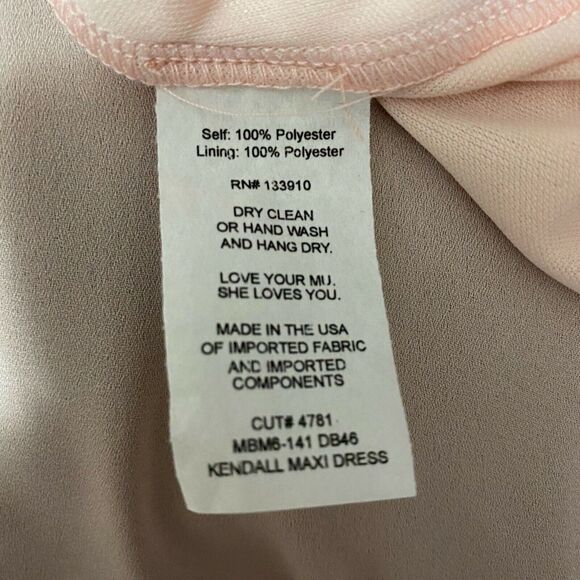 Self: 100% Polyester
Lining: 100% Polyester
RN# 133910
DRY CLEAN
OR HAND WASH
AND HANG DRY.
LOVE YOUR MU.
SHE LOVES YOU.
MADE IN THE USA
OF IMPORTED FABRIC
AND IMPORTED
COMPONENTS
CUT# 4781
MBM6-141 DB46
KENDALL MAXI DRESS